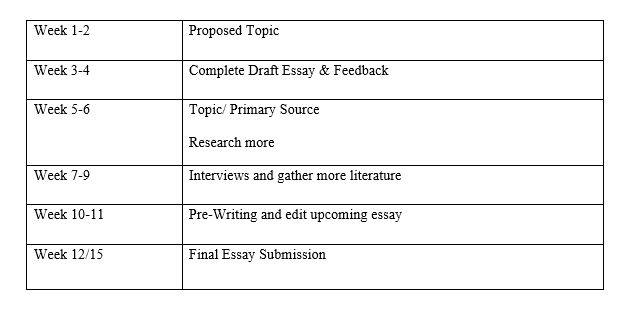 Week 1-2
Proposed Topic
Week 3-4
Complete Draft Essay & Feedback
Week 5-6
Topic/ Primary Source
Research more
Week 7-9
Interviews and gather more literature
Week 10-11
Pre-Writing and edit upcoming essay
Week 12/15
Final Essay Submission